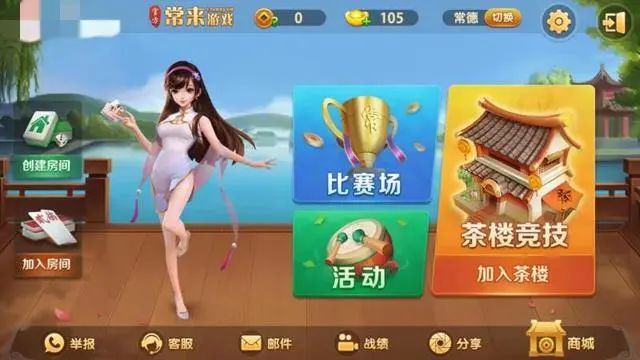 官方 常来游戏
0
105
常德 切换
创建房间
加入房间
比赛场
活动
茶楼竞技
加入茶楼
举报
客服
邮件
战绩
分享
商城